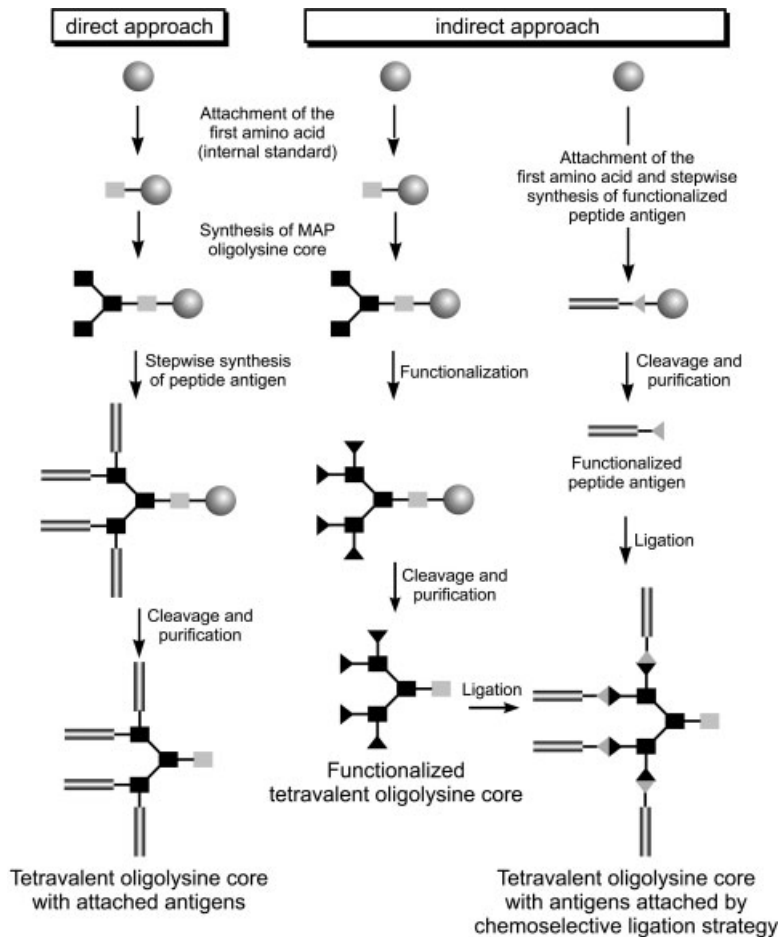 direct approach
indirect approach
Attachment of the
first amino acid
(internal standard)
Attachment of the
first amino acid and stepwise
synthesis of functionalized
peptide antigen
Synthesis of MAP
oligolysine core
Stepwise synthesis
of peptide antigen
Functionalization
Cleavage and
purification
Functionalized
peptide antigen
Ligation
Cleavage and
purification
Cleavage and
purification
Ligation
Functionalized
tetravalent oligolysine core
Tetravalent oligolysine core
with attached antigens
Tetravalent oligolysine core
with antigens attached by
chemoselective ligation strategy